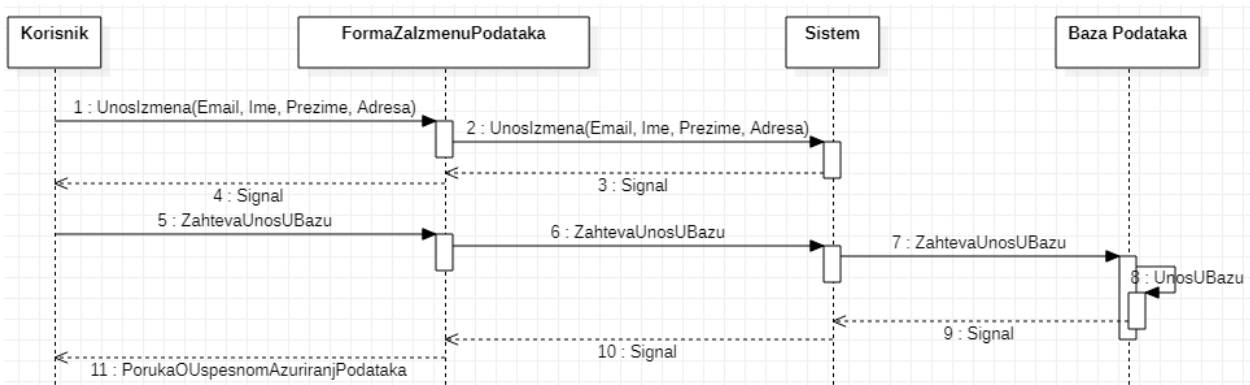 Korisnik
FormaZaIzmenuPodataka
Sistem
Baza Podataka
1 : UnosIzmena(Email, Ime, Prezime, Adresa)
2 : UnosIzmena(Email, Ime, Prezime, Adresa)
3 : Signal
4 : Signal
5 : ZahtevaUnosUBazu
6 : ZahtevaUnosUBazu
7 : ZahtevaUnosUBazu
8 : UnosUBazu
9 : Signal
10 : Signal
11 : PorukaOUspesnomAzuriranjPodataka